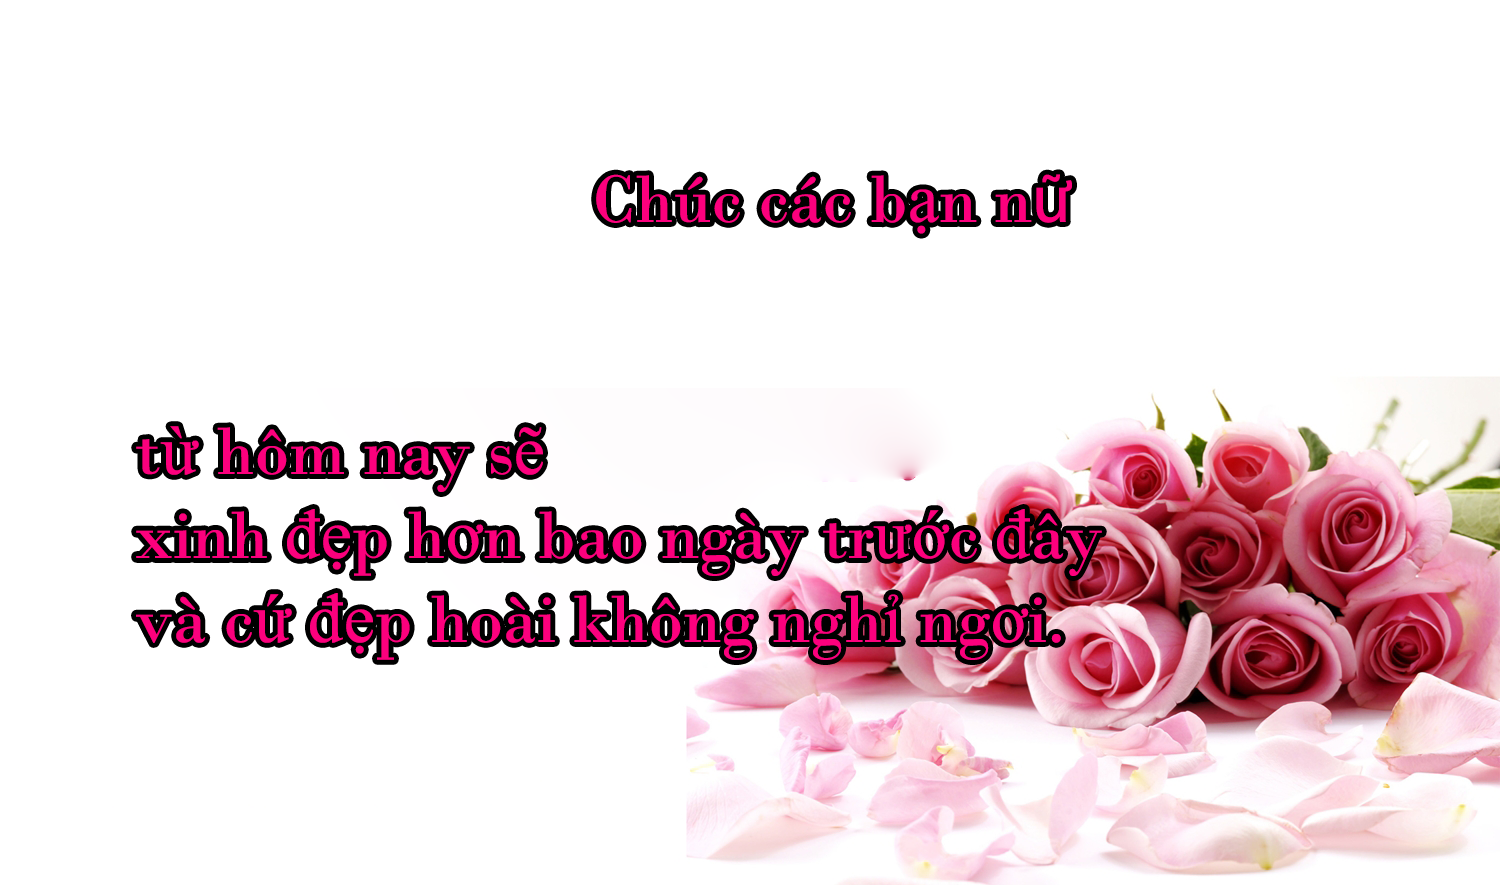 Chúc các bạn nữ
từ hôm nay sẽ
xinh đẹp hơn bao ngày trước đây
và cứ đẹp hoài không nghỉ ngơi.